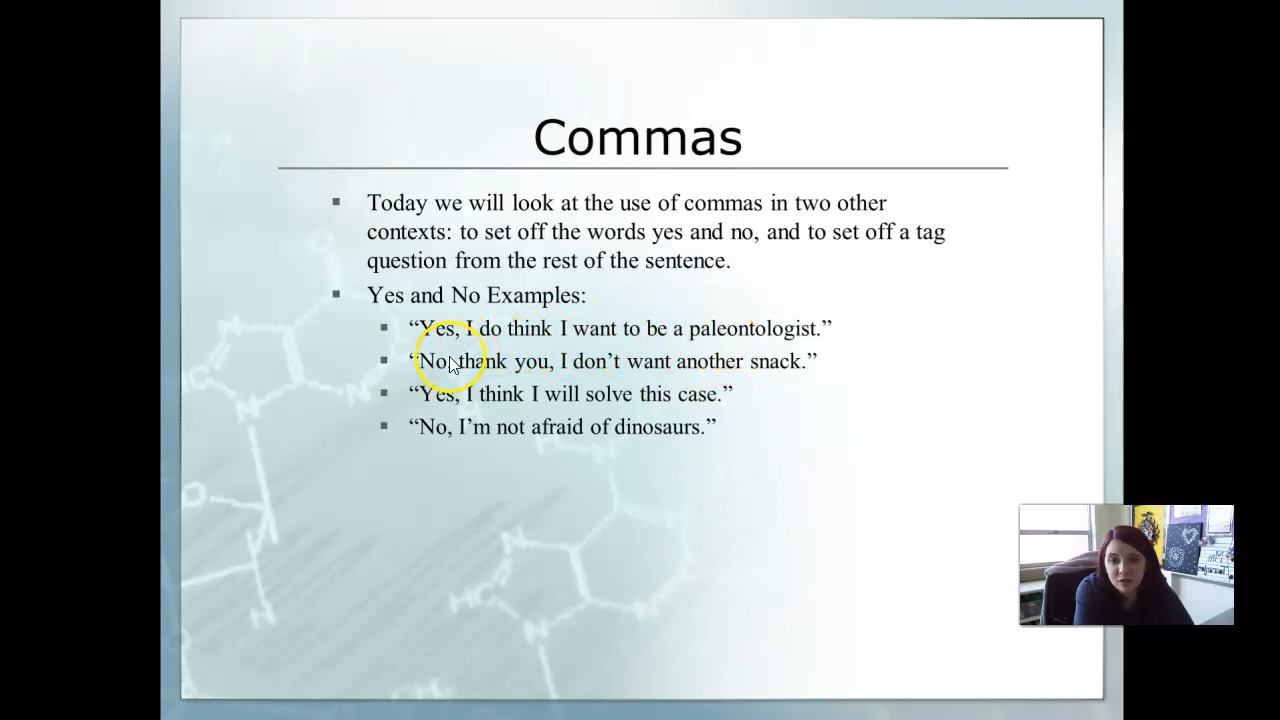 Commas
Today we will look at the use of commas in two other
contexts: to set off the words yes and no, and to set off a tag
question from the rest of the sentence.
Yes and No Examples:
“Yes, I do think I want to be a paleontologist.”
“No, thank you, I don’t want another snack.”
“Yes, I think I will solve this case.”
“No, I’m not afraid of dinosaurs.”